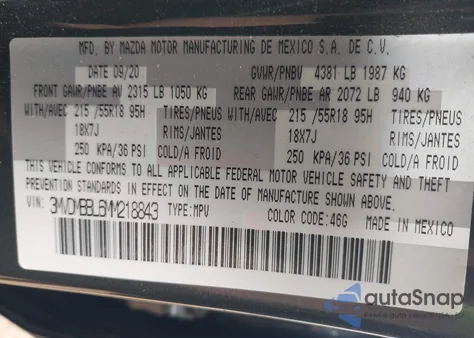 MFD. BY MAZDA MOTOR MANUFACTURING DE MEXICO S.A. DE C.V.
DATE 09/20 GVWR/PNBV 4381 LB 1987 KG
FRONT GAWR/PNBE AV 2315 LB 1050 KG REAR GAWR/PNBE AR 2072 LB 940 KG
WITH/AVEC 215 /55R18 95H TIRES/PNEUS WITH/AVEC 215 /55R18 95H TIRES/PNEUS
18X7J RIMS/JANTES 18X7J RIMS/JANTES
250 KPA/36 PSI COLD/A FROID 250 KPA/36 PSI COLD/A FROID
THIS VEHICLE CONFORMS TO ALL APPLICABLE FEDERAL MOTOR VEHICLE SAFETY AND THEFT
PREVENTION STANDARDS IN EFFECT ON THE DATE OF MANUFACTURE SHOWN ABOVE.
VIN: TYPE: MPV COLOR CODE: 46G MADE IN MEXICO
autaSnap